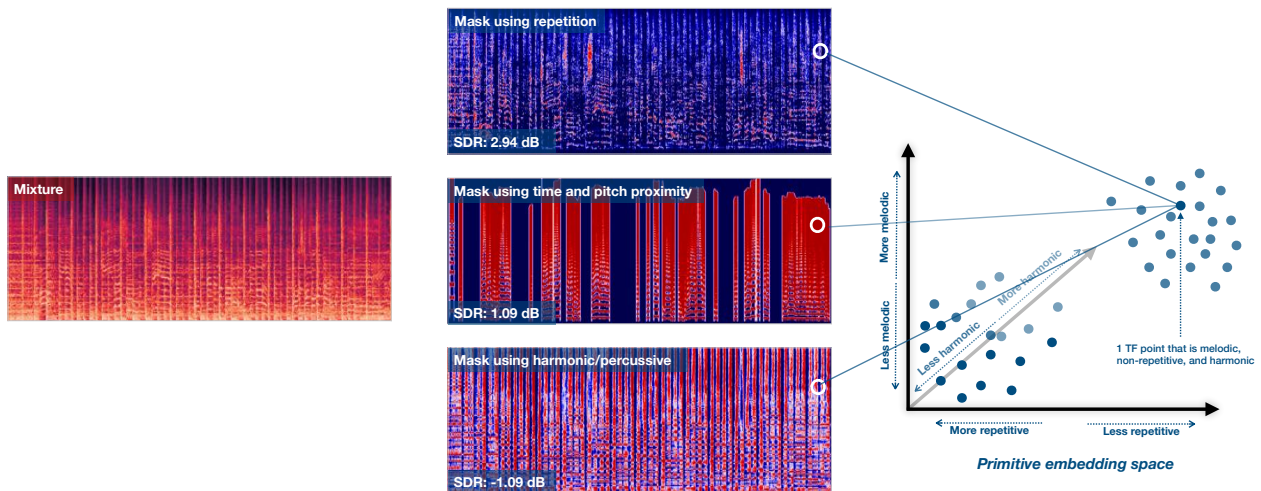 Mixture
Mask using repetition
SDR: 2.94 dB
Mask using time and pitch proximity
SDR: 1.09 dB
Mask using harmonic/percussive
SDR: -1.09 dB
More melodic
Less melodic
More harmonic
Less harmonic
1 TF point that is melodic,
non-repetitive, and harmonic
More repetitive
Less repetitive
Primitive embedding space